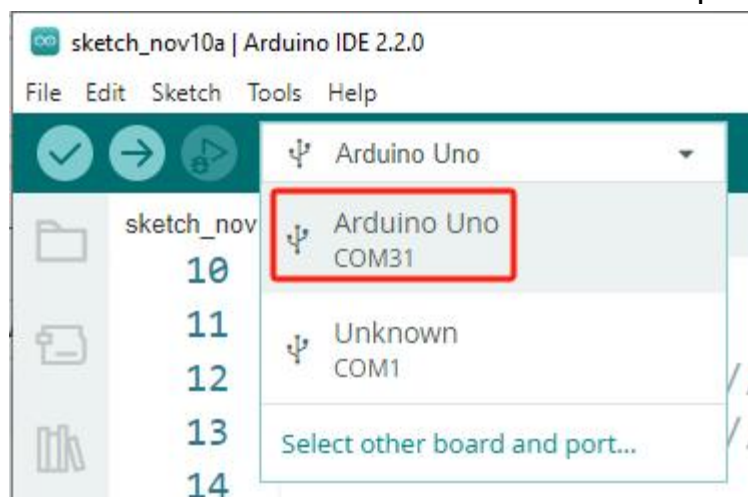 sketch_nov10a | Arduino IDE 2.2.0
File Edit Sketch Tools Help
Arduino Uno
sketch_nov
Arduino Uno
COM31
Unknown
COM1
Select other board and port...
10
11
12
13
14